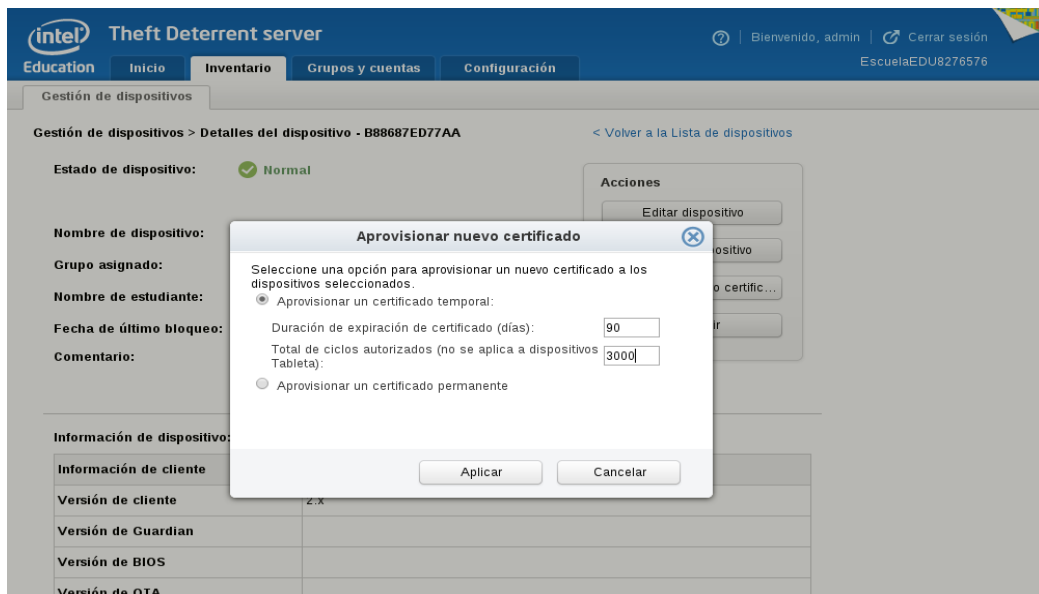 intel Theft Deterrent server
Bienvenido, admin | Cerrar sesión
Education Inicio Inventario Grupos y cuentas Configuración EscuelaEDU8276576
Gestión de dispositivos
Gestión de dispositivos > Detalles del dispositivo - B88687ED77AA < Volver a la Lista de dispositivos
Estado de dispositivo: Normal
Acciones
Editar dispositivo
Nombre de dispositivo:
Aprovisionar nuevo certificado
Grupo asignado:
Seleccione una opción para aprovisionar un nuevo certificado a los
dispositivos seleccionados.
Nombre de estudiante:
Aprovisionar un certificado temporal:
o certific...
Fecha de último bloqueo:
Duración de expiración de certificado (días): 90
Comentario:
Total de ciclos autorizados (no se aplica a dispositivos
Tableta): 3000
Aprovisionar un certificado permanente
Información de dispositivo:
Información de cliente
Aplicar Cancelar
Versión de cliente 2.x
Versión de Guardian
Versión de BIOS
Versión de OTA